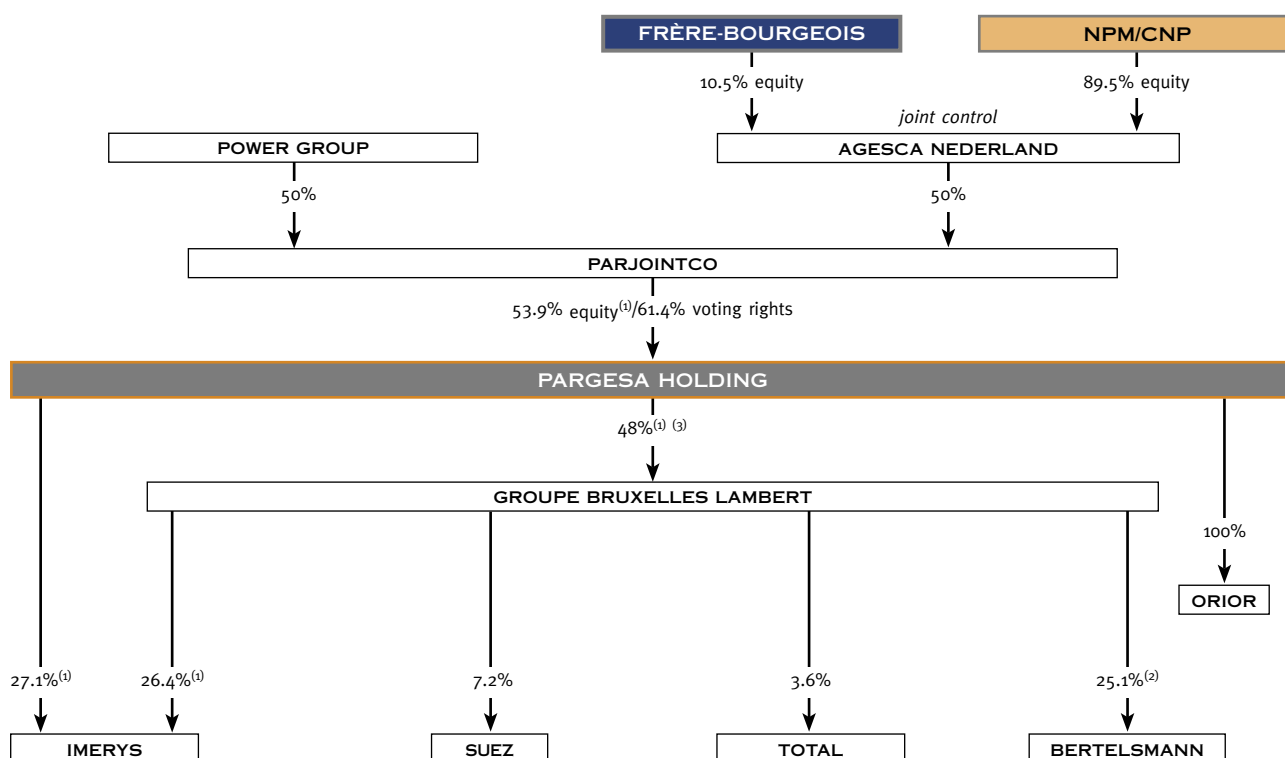 FRÈRE-BOURGEOIS
NPM/CNP
10.5% equity
89.5% equity
joint control
POWER GROUP
AGESCA NEDERLAND
50%
50%
PARJOINTCO
53.9% equity(1)/61.4% voting rights
PARGESA HOLDING
48%(1) (3)
GROUPE BRUXELLES LAMBERT
100%
ORIOR
27.1%(1)
26.4%(1)
7.2%
3.6%
25.1%(2)
IMERYS
SUEZ
TOTAL
BERTELSMANN